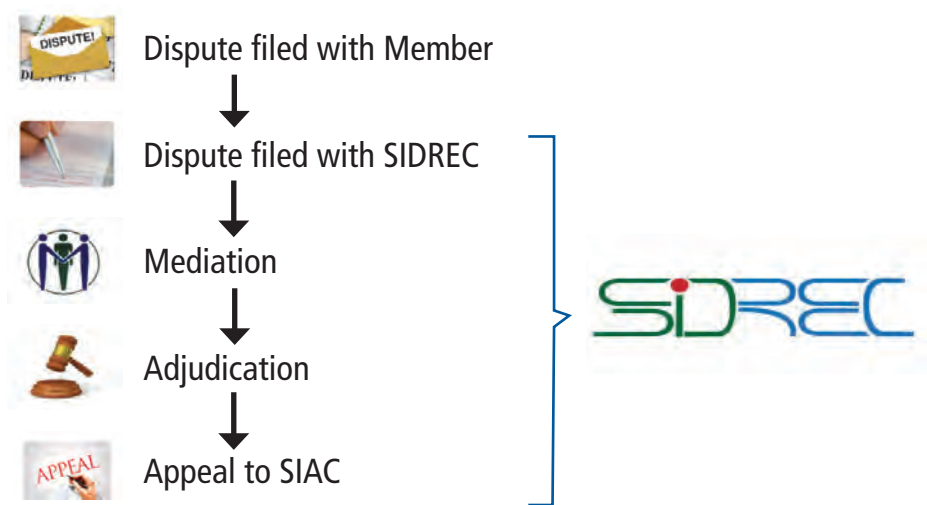 DISPUTE!
Dispute filed with Member
Dispute filed with SIDREC
Mediation
SIDREC
Adjudication
APPEAL
Appeal to SIAC